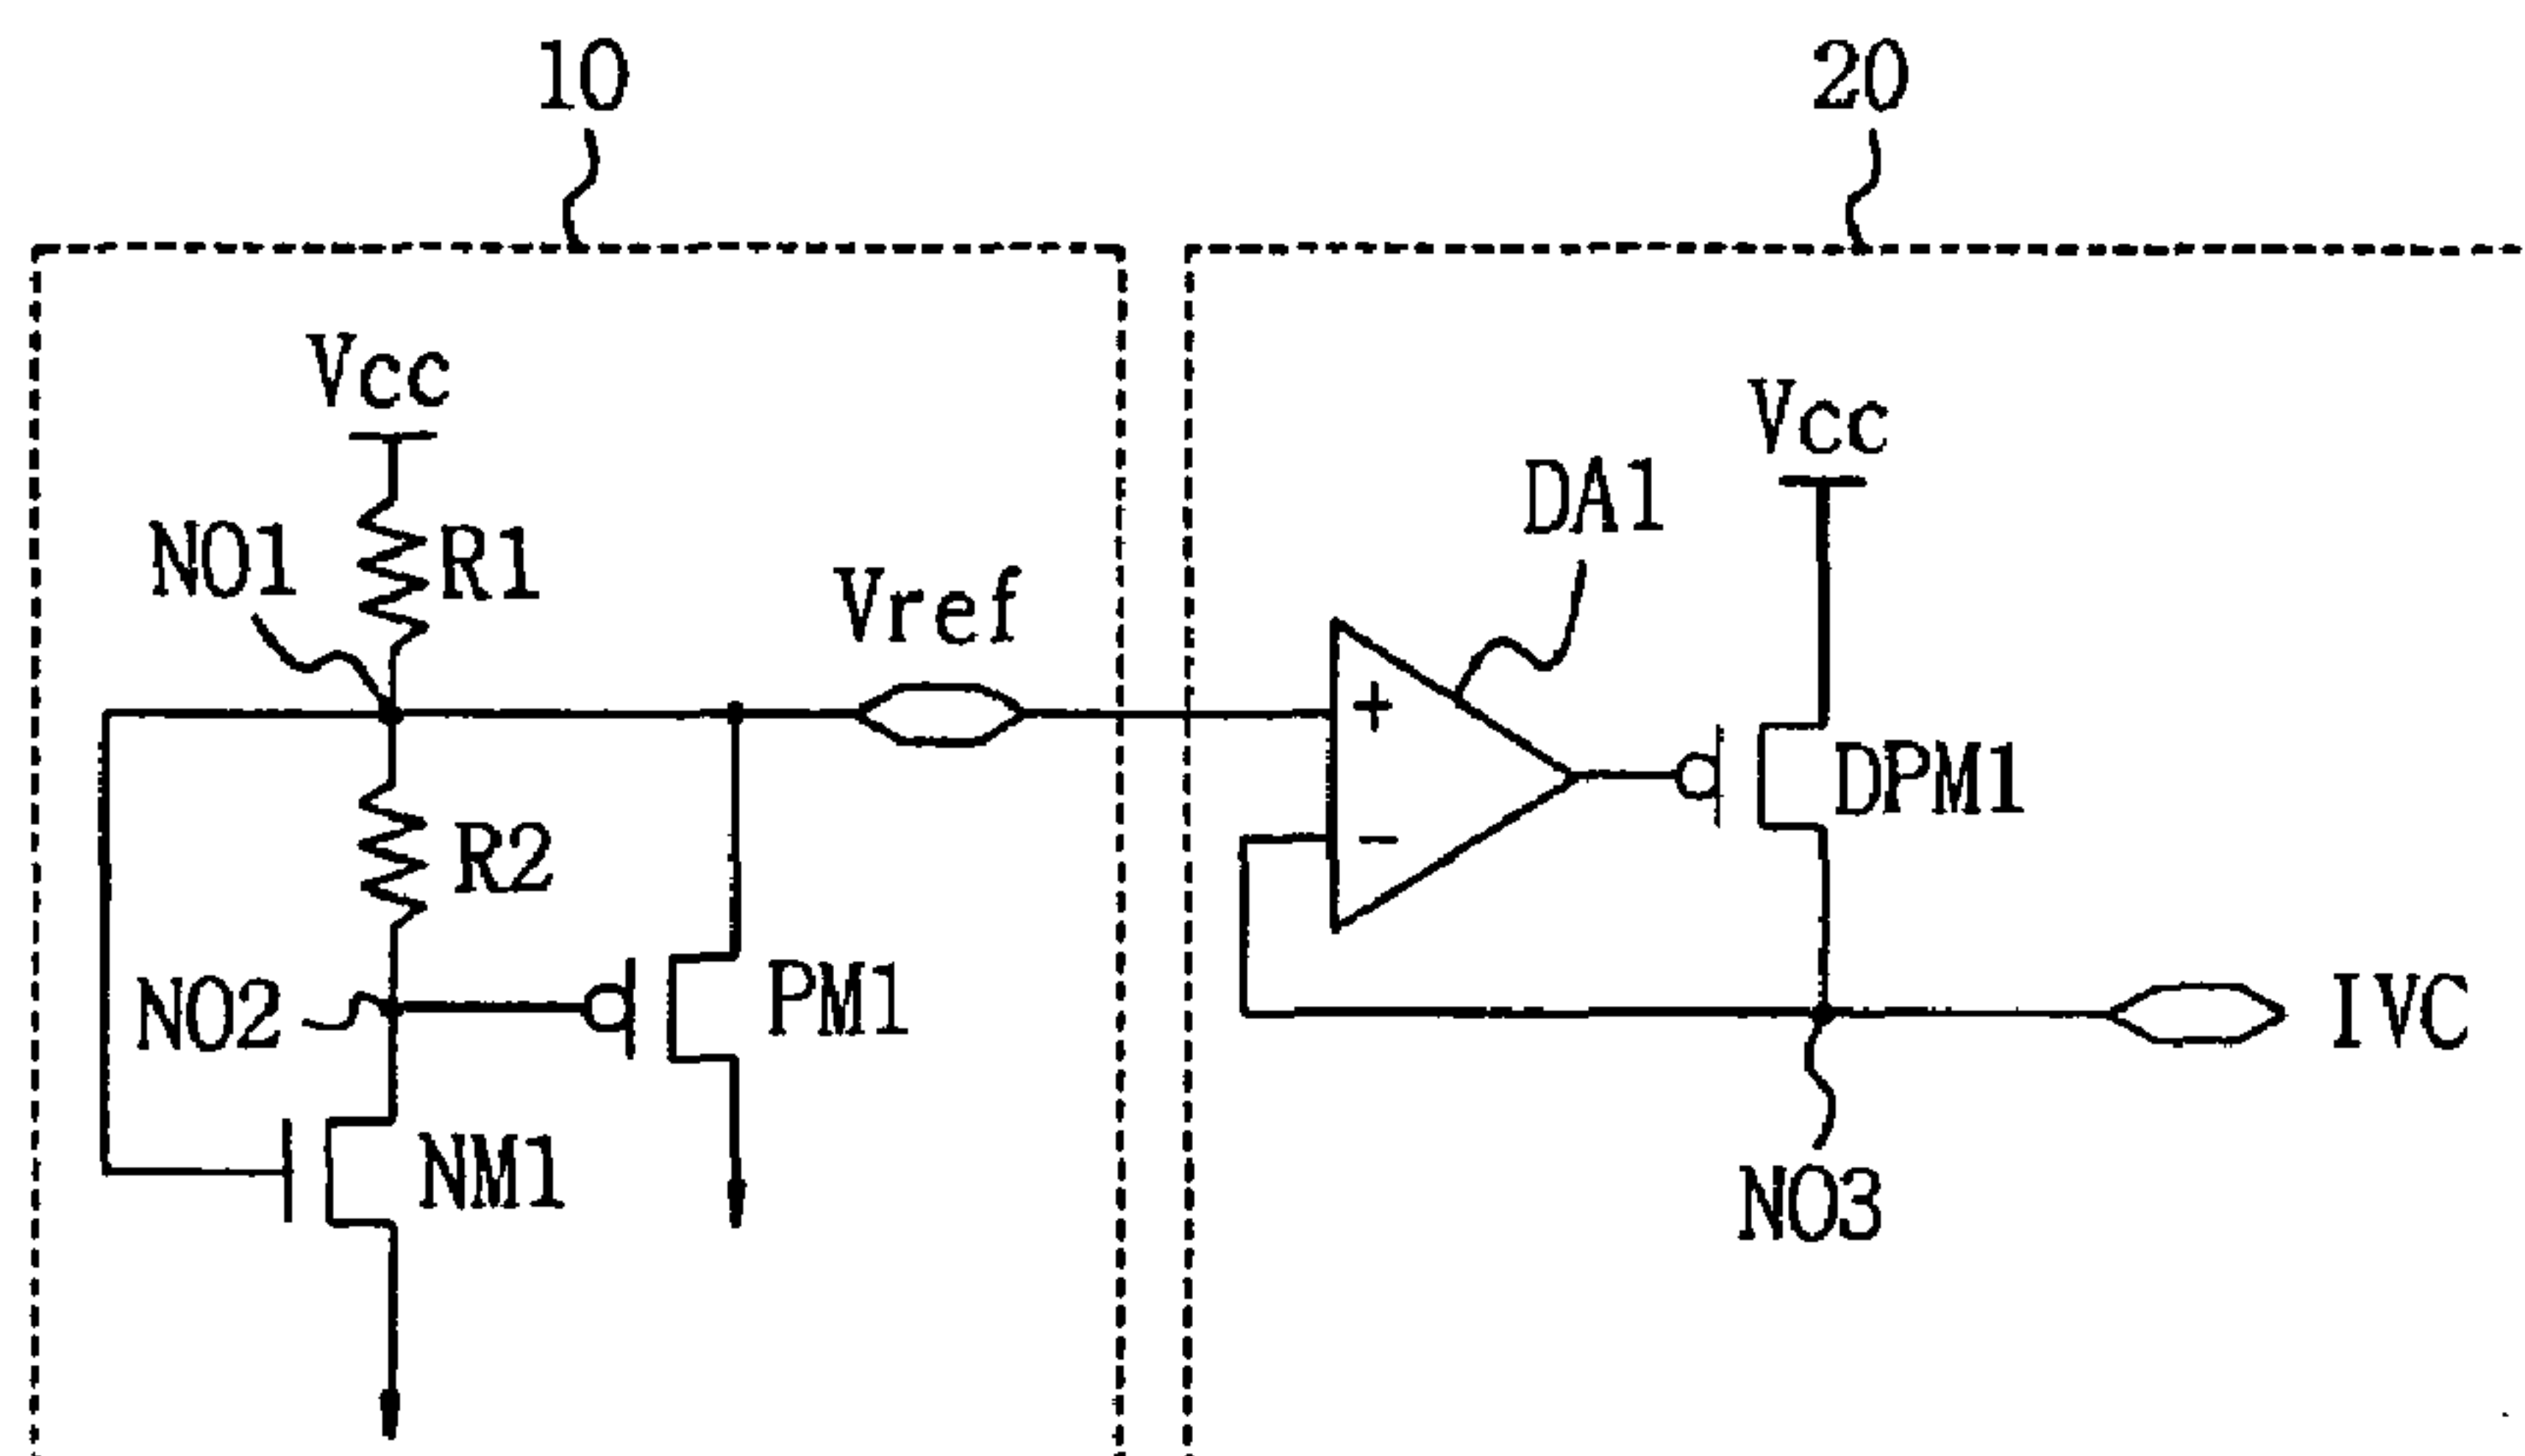 10
20
Vcc
Vcc
DA1
NO1
R1
Vref
+
DPM1
R2
−
NO2
PM1
IVC
NM1
NO3